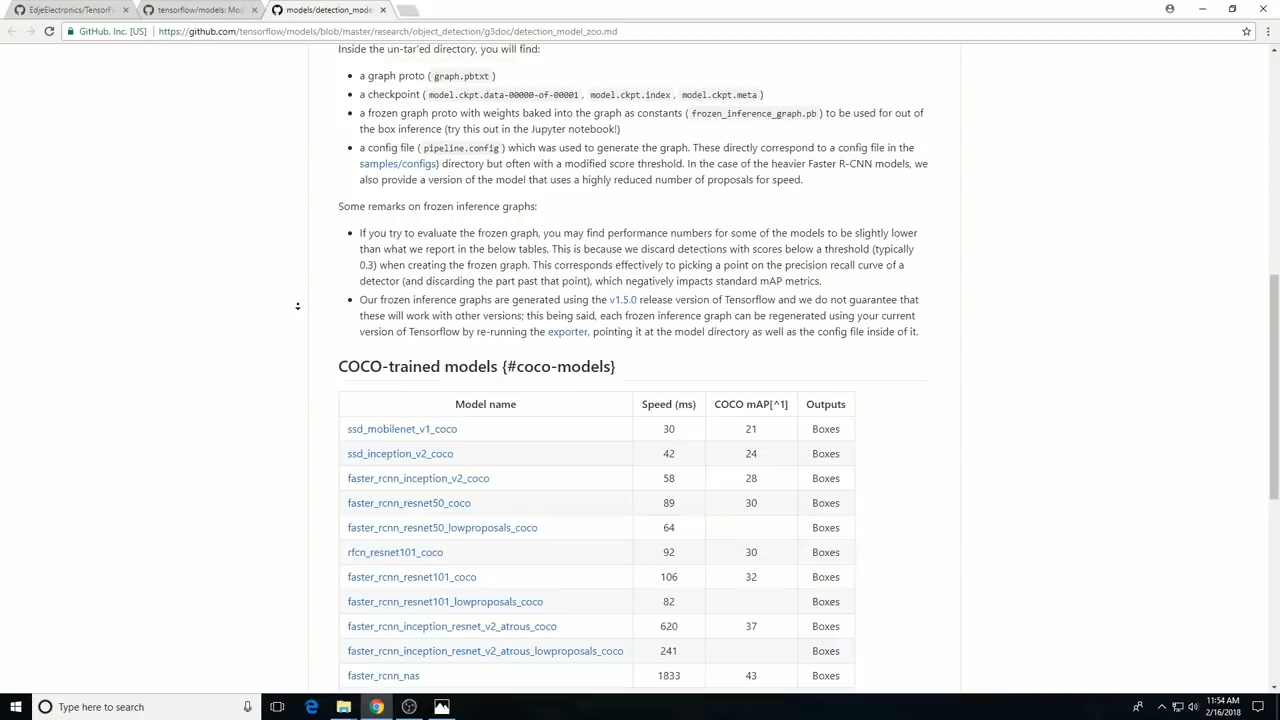 EdjeElectronics/TensorF
tensorflow/models: Mod
models/detection_model
GitHub, Inc. [US]
https://github.com/tensorflow/models/blob/master/research/object_detection/g3doc/detection_model_zoo.md
Inside the un-tar'ed directory, you will find:
a graph proto ( graph.pbtxt )
a checkpoint ( model.ckpt.data-00000-of-00001 , model.ckpt.index , model.ckpt.meta )
a frozen graph proto with weights baked into the graph as constants ( frozen_inference_graph.pb ) to be used for out of
the box inference (try this out in the Jupyter notebook!)
a config file ( pipeline.config ) which was used to generate the graph. These directly correspond to a config file in the
samples/configs) directory but often with a modified score threshold. In the case of the heavier Faster R-CNN models, we
also provide a version of the model that uses a highly reduced number of proposals for speed.
Some remarks on frozen inference graphs:
If you try to evaluate the frozen graph, you may find performance numbers for some of the models to be slightly lower
than what we report in the below tables. This is because we discard detections with scores below a threshold (typically
0.3) when creating the frozen graph. This corresponds effectively to picking a point on the precision recall curve of a
detector (and discarding the part past that point), which negatively impacts standard mAP metrics.
Our frozen inference graphs are generated using the v1.5.0 release version of Tensorflow and we do not guarantee that
these will work with other versions; this being said, each frozen inference graph can be regenerated using your current
version of Tensorflow by re-running the exporter, pointing it at the model directory as well as the config file inside of it.
COCO-trained models {#coco-models}
Model name Speed (ms) COCO mAP[^1] Outputs
ssd_mobilenet_v1_coco 30 21 Boxes
ssd_inception_v2_coco 42 24 Boxes
faster_rcnn_inception_v2_coco 58 28 Boxes
faster_rcnn_resnet50_coco 89 30 Boxes
faster_rcnn_resnet50_lowproposals_coco 64 Boxes
rfcn_resnet101_coco 92 30 Boxes
faster_rcnn_resnet101_coco 106 32 Boxes
faster_rcnn_resnet101_lowproposals_coco 82 Boxes
faster_rcnn_inception_resnet_v2_atrous_coco 620 37 Boxes
faster_rcnn_inception_resnet_v2_atrous_lowproposals_coco 241 Boxes
faster_rcnn_nas 1833 43 Boxes
Type here to search
11:54 AM
2/16/2018